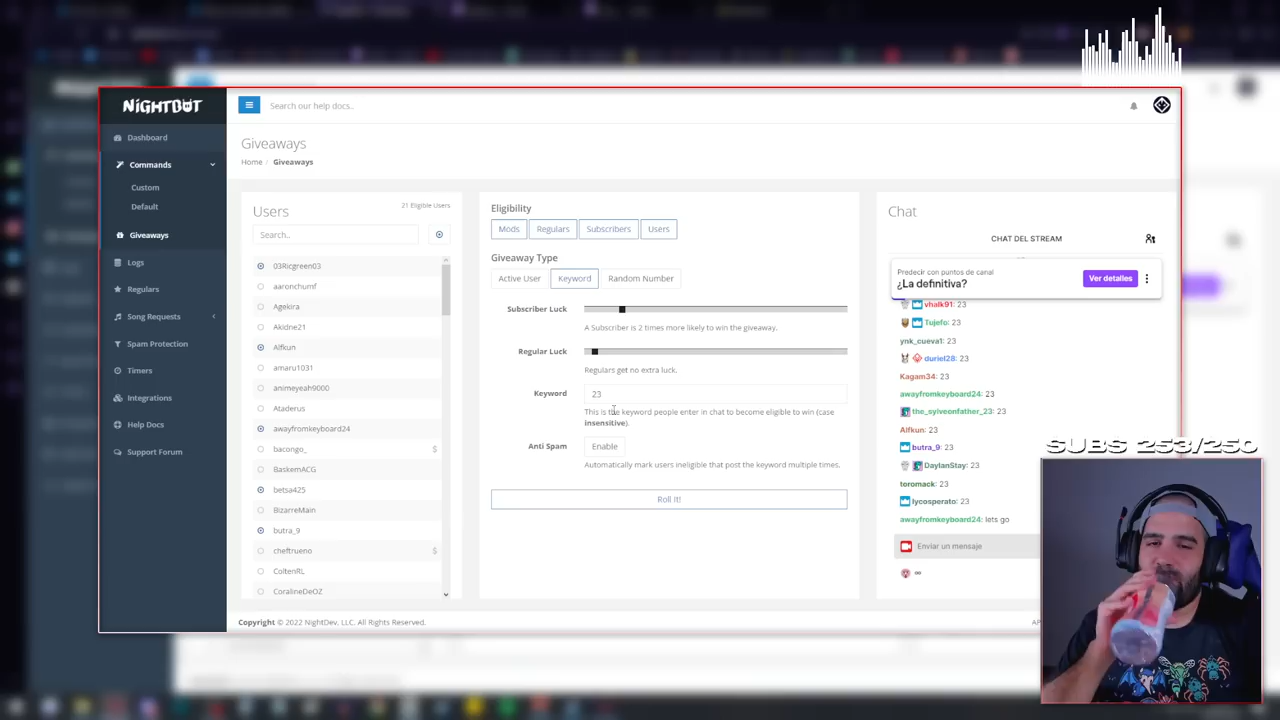 NiGHTBOT
Search our help docs..
Dashboard
Commands
Custom
Default
Giveaways
Logs
Regulars
Song Requests
Spam Protection
Timers
Integrations
Help Docs
Support Forum
Giveaways
Home / Giveaways
Users
21 Eligible Users
Search..
03Ricgreen03
aaronchumf
Agekira
Akidne21
Alfkun
amaru1031
animeyeah9000
Ataderus
awayfromkeyboard24
bacongo_ $
BaskemACG
betsa425
BizarreMain
butra_9
cheftrueno $
ColtenRL
CoralineDeOZ
Eligibility
Mods Regulars Subscribers Users
Giveaway Type
Active User Keyword Random Number
Subscriber Luck
A Subscriber is 2 times more likely to win the giveaway.
Regular Luck
Regulars get no extra luck.
Keyword 23
This is the keyword people enter in chat to become eligible to win (case
insensitive).
Anti Spam Enable
Automatically mark users ineligible that post the keyword multiple times.
Roll It!
Chat
CHAT DEL STREAM
Predecir con puntos de canal
¿La definitiva?
Ver detalles
vhalk91: 23
Tujefo: 23
ynk_cueva1: 23
duriel28: 23
Kagam34: 23
awayfromkeyboard24: 23
the_syiveonfather_23: 23
Alfkun: 23
butra_9: 23
DaylanStay: 23
toromack: 23
lycosperato: 23
awayfromkeyboard24: lets go
Enviar un mensaje
∞
Copyright © 2022 NightDev, LLC. All Rights Reserved.
AP
SUBS 253/250